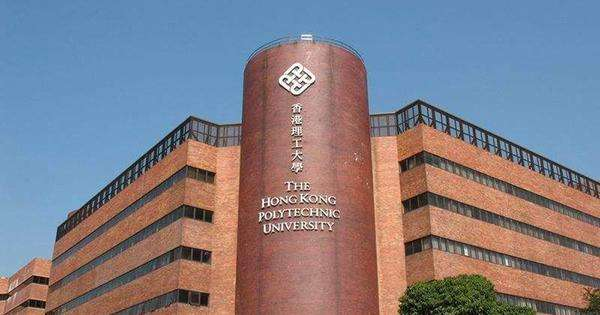 香港理工大學
THE
HONG KONG
POLYTECHNIC
UNIVERSITY